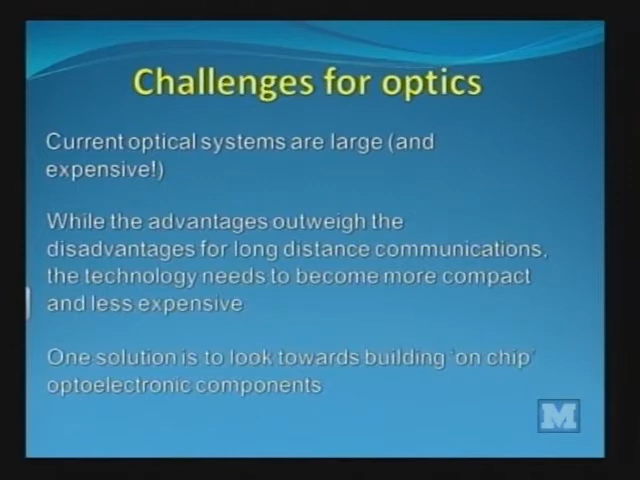 Challenges for optics
Current optical systems are large (and
expensive!)
While the advantages outweigh the
disadvantages for long distance communications,
the technology needs to become more compact
and less expensive
One solution is to look towards building 'on chip'
optoelectronic components
M